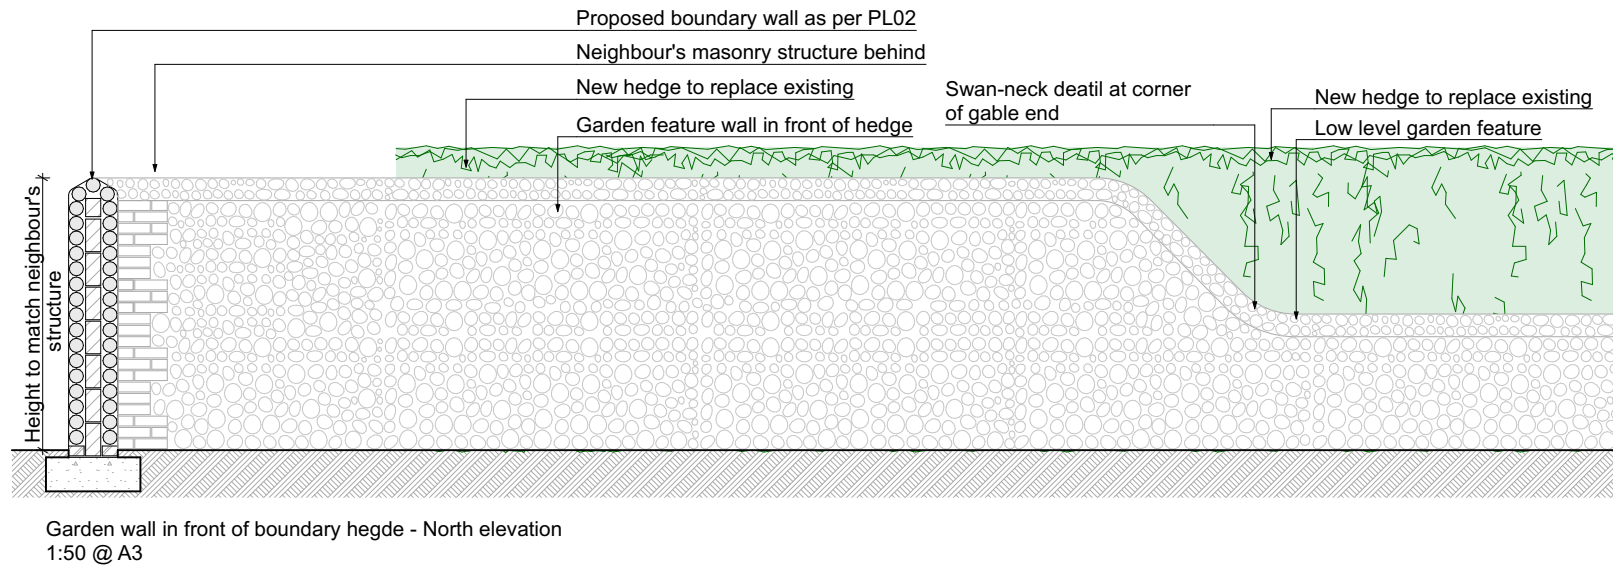 Proposed boundary wall as per PL02
Neighbour's masonry structure behind
New hedge to replace existing
Garden feature wall in front of hedge
Swan-neck deatil at corner
of gable end
New hedge to replace existing
Low level garden feature
Height to match neighbour's
structure
Garden wall in front of boundary hegde - North elevation
1:50 @ A3